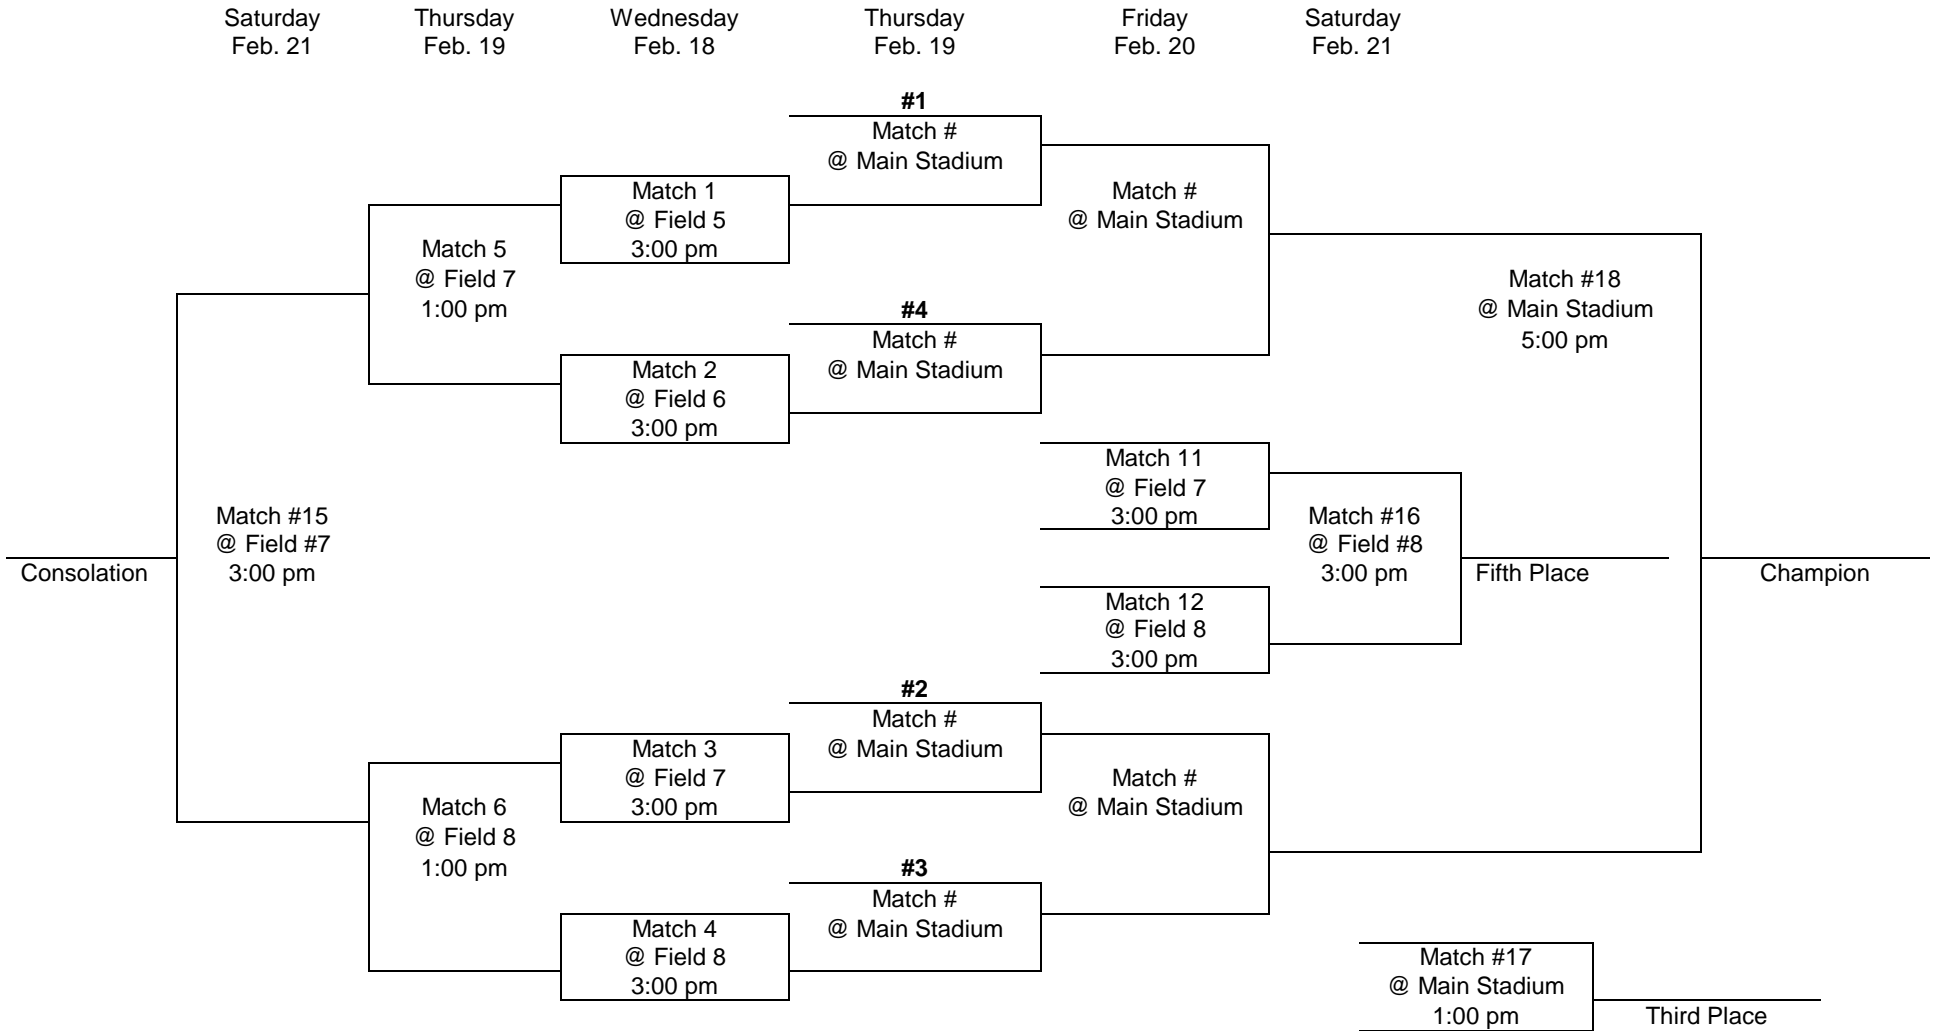 Saturday
Feb. 21
Thursday
Feb. 19
Wednesday
Feb. 18
Thursday
Feb. 19
Friday
Feb. 20
Saturday
Feb. 21
#1
Match #
@ Main Stadium
Match 1
@ Field 5
3:00 pm
Match #
@ Main Stadium
Match 5
@ Field 7
1:00 pm
Match #18
@ Main Stadium
5:00 pm
#4
Match #
@ Main Stadium
Match 2
@ Field 6
3:00 pm
Match 11
@ Field 7
3:00 pm
Match #15
@ Field #7
3:00 pm
Consolation
Match #16
@ Field #8
3:00 pm
Fifth Place
Champion
Match 12
@ Field 8
3:00 pm
#2
Match #
@ Main Stadium
Match 3
@ Field 7
3:00 pm
Match #
@ Main Stadium
Match 6
@ Field 8
1:00 pm
#3
Match #
@ Main Stadium
Match 4
@ Field 8
3:00 pm
Match #17
@ Main Stadium
1:00 pm
Third Place